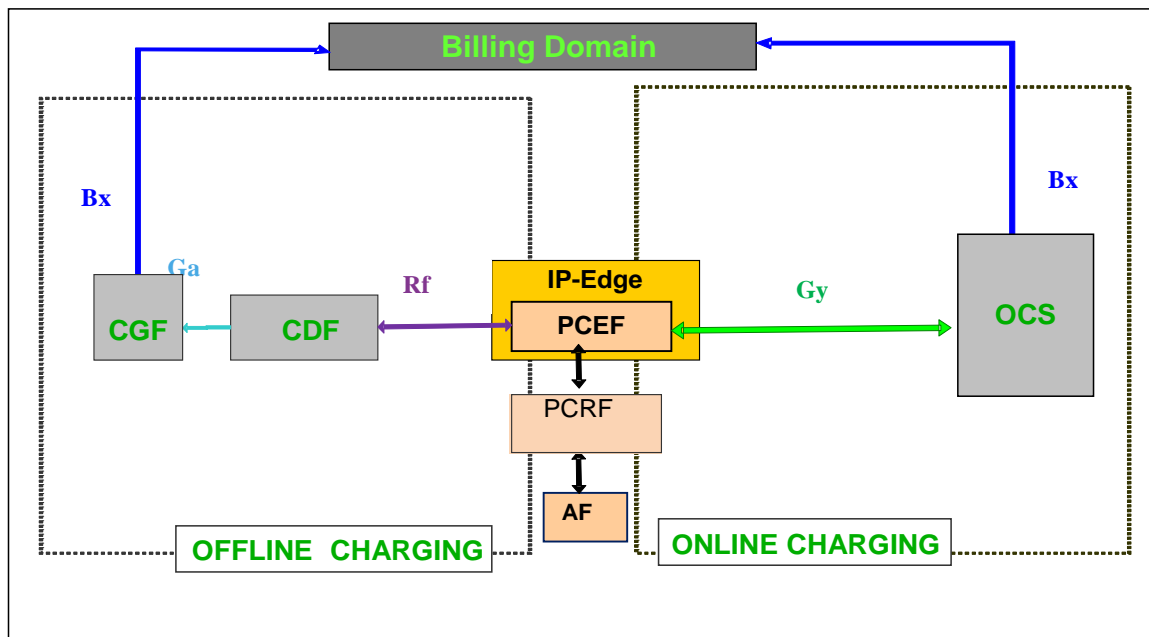 Billing Domain
Bx
Bx
Ga
Rf
IP-Edge
Gy
CGF
CDF
PCEF
OCS
PCRF
AF
OFFLINE CHARGING
ONLINE CHARGING